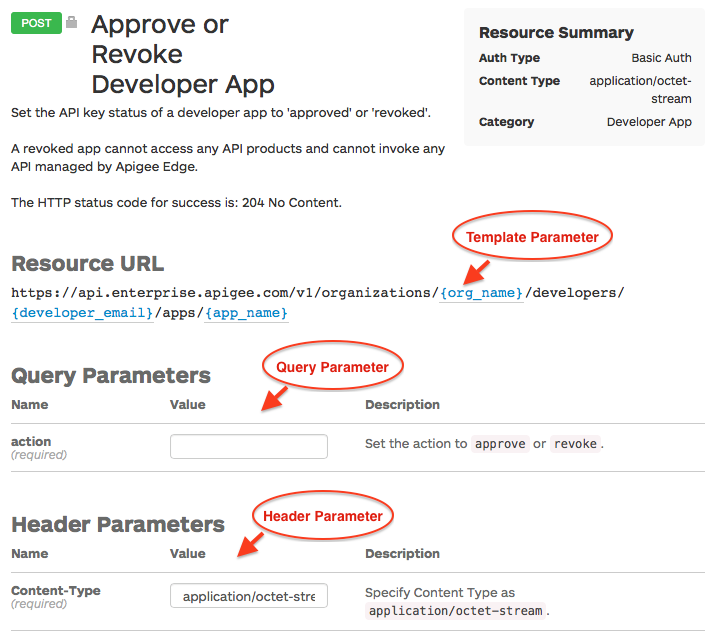 POST
Approve or
Revoke
Developer App
Set the API key status of a developer app to 'approved' or 'revoked'.
A revoked app cannot access any API products and cannot invoke any
API managed by Apigee Edge.
The HTTP status code for success is: 204 No Content.
Resource Summary
Auth Type Basic Auth
Content Type application/octet-
stream
Category Developer App
Template Parameter
Resource URL
https://api.enterprise.apigee.com/v1/organizations/{org_name}/developers/
{developer_email}/apps/{app_name}
Query Parameter
Query Parameters
Name Value Description
action
(required)
Set the action to approve or revoke.
Header Parameter
Header Parameters
Name Value Description
Content-Type
(required)
application/octet-stre
Specify Content Type as
application/octet-stream.